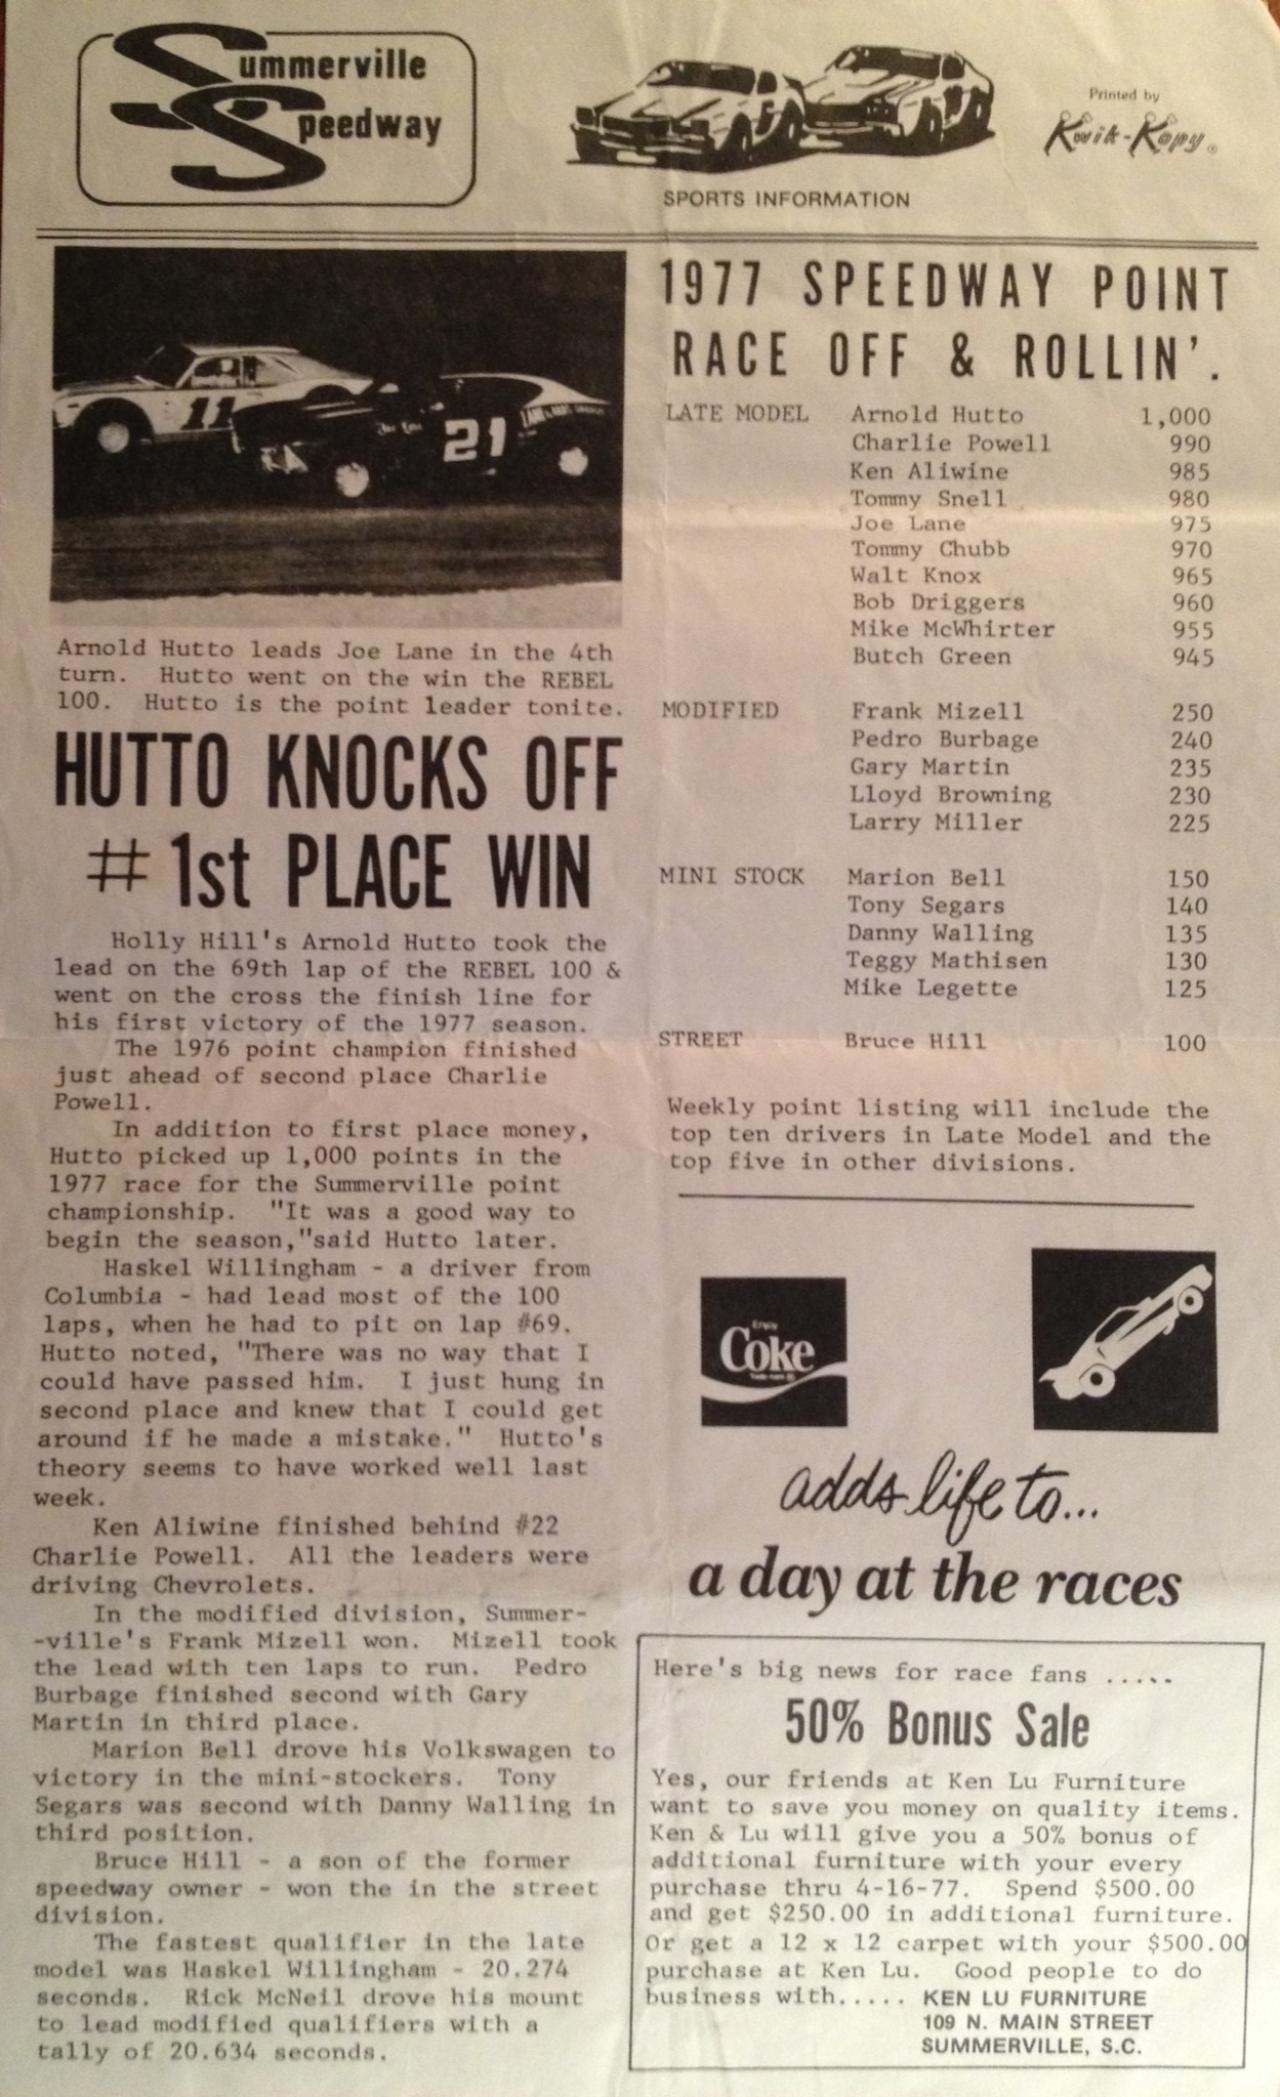 Summerville
Speedway
SPORTS INFORMATION
Printed by
Kwik-Kopy®
11
21
Arnold Hutto leads Joe Lane in the 4th
turn. Hutto went on the win the REBEL
100. Hutto is the point leader tonite.
HUTTO KNOCKS OFF
# 1st PLACE WIN
Holly Hill's Arnold Hutto took the
lead on the 69th lap of the REBEL 100 &
went on the cross the finish line for
his first victory of the 1977 season.
The 1976 point champion finished
just ahead of second place Charlie
Powell.
In addition to first place money,
Hutto picked up 1,000 points in the
1977 race for the Summerville point
championship. "It was a good way to
begin the season,"said Hutto later.
Haskel Willingham - a driver from
Columbia - had lead most of the 100
laps, when he had to pit on lap #69.
Hutto noted, "There was no way that I
could have passed him. I just hung in
second place and knew that I could get
around if he made a mistake." Hutto's
theory seems to have worked well last
week.
Ken Aliwine finished behind #22
Charlie Powell. All the leaders were
driving Chevrolets.
In the modified division, Summer-
-ville's Frank Mizell won. Mizell took
the lead with ten laps to run. Pedro
Burbage finished second with Gary
Martin in third place.
Marion Bell drove his Volkswagen to
victory in the mini-stockers. Tony
Segars was second with Danny Walling in
third position.
Bruce Hill - a son of the former
speedway owner - won the in the street
division.
The fastest qualifier in the late
model was Haskel Willingham - 20.274
seconds. Rick McNeil drove his mount
to lead modified qualifiers with a
tally of 20.634 seconds.
1977 SPEEDWAY POINT
RACE OFF & ROLLIN'.
LATE MODEL Arnold Hutto 1,000
Charlie Powell 990
Ken Aliwine 985
Tommy Snell 980
Joe Lane 975
Tommy Chubb 970
Walt Knox 965
Bob Driggers 960
Mike McWhirter 955
Butch Green 945
MODIFIED Frank Mizell 250
Pedro Burbage 240
Gary Martin 235
Lloyd Browning 230
Larry Miller 225
MINI STOCK Marion Bell 150
Tony Segars 140
Danny Walling 135
Teggy Mathisen 130
Mike Legette 125
STREET Bruce Hill 100
Weekly point listing will include the
top ten drivers in Late Model and the
top five in other divisions.
Enjoy
Coke
Trade-mark ®
adds life to...
a day at the races
Here's big news for race fans .....
50% Bonus Sale
Yes, our friends at Ken Lu Furniture
want to save you money on quality items.
Ken & Lu will give you a 50% bonus of
additional furniture with your every
purchase thru 4-16-77. Spend $500.00
and get $250.00 in additional furniture.
Or get a 12 x 12 carpet with your $500.00
purchase at Ken Lu. Good people to do
business with..... KEN LU FURNITURE
109 N. MAIN STREET
SUMMERVILLE, S.C.